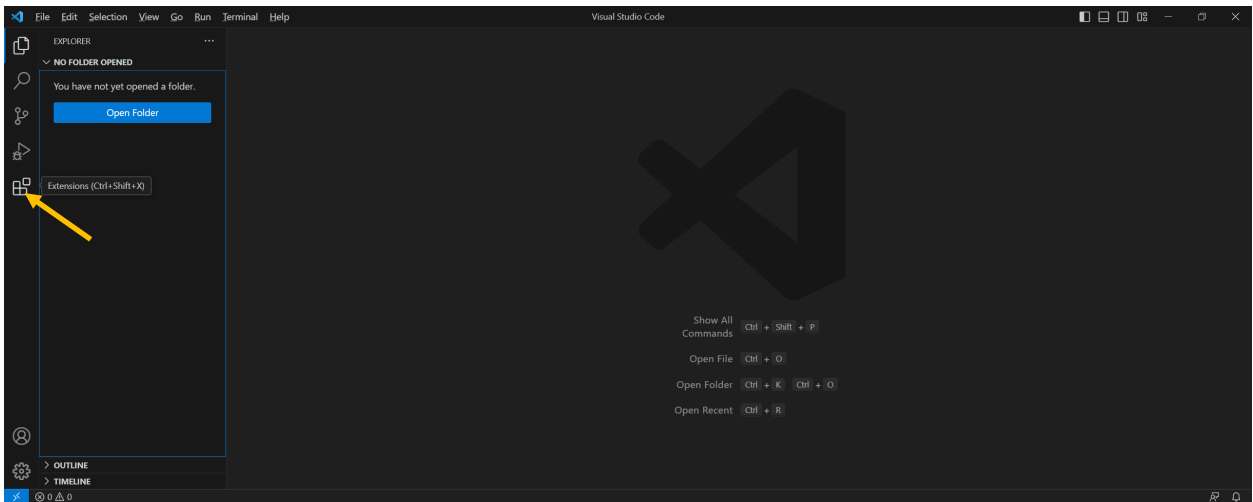 File Edit Selection View Go Run Terminal Help
Visual Studio Code
EXPLORER ...
NO FOLDER OPENED
You have not yet opened a folder.
Open Folder
Extensions (Ctrl+Shift+X)
Show All
Commands Ctrl + Shift + P
Open File Ctrl + O
Open Folder Ctrl + K Ctrl + O
Open Recent Ctrl + R
OUTLINE
TIMELINE
0 0